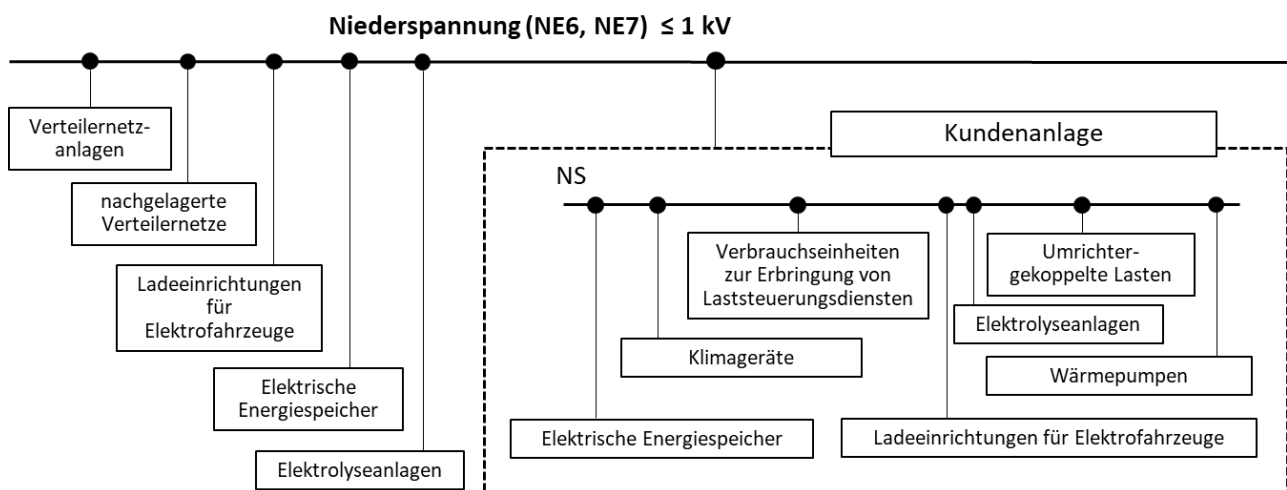 Niederspannung (NE6, NE7) ≤ 1 kV
Verteilernetz-
anlagen
nachgelagerte
Verteilernetze
Ladeeinrichtungen
für
Elektrofahrzeuge
Elektrische
Energiespeicher
Elektrolyseanlagen
Kundenanlage
NS
Verbrauchseinheiten
zur Erbringung von
Laststeuerungsdiensten
Umrichter-
gekoppelte Lasten
Elektrolyseanlagen
Klimageräte
Wärmepumpen
Elektrische Energiespeicher
Ladeeinrichtungen für Elektrofahrzeuge